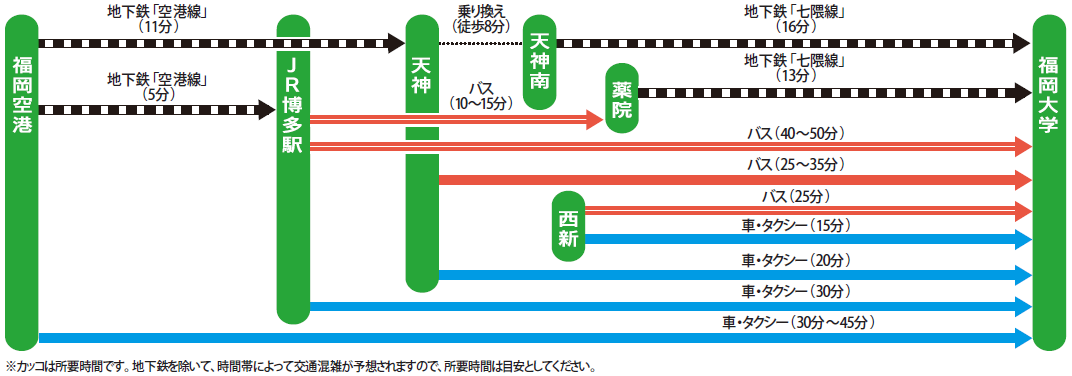 地下鉄「空港線」
（11分）
乗り換え
（徒歩8分）
地下鉄「七隈線」
（16分）
福岡空港
地下鉄「空港線」
（5分）
JR博多駅
天神
バス
（10〜15分）
天神南
薬院
地下鉄「七隈線」
（13分）
福岡大学
バス（40〜50分）
バス（25〜35分）
バス（25分）
西新
車・タクシー（15分）
車・タクシー（20分）
車・タクシー（30分）
車・タクシー（30分〜45分）
※カッコは所要時間です。地下鉄を除いて、時間帯によって交通混雑が予想されますので、所要時間は目安としてください。